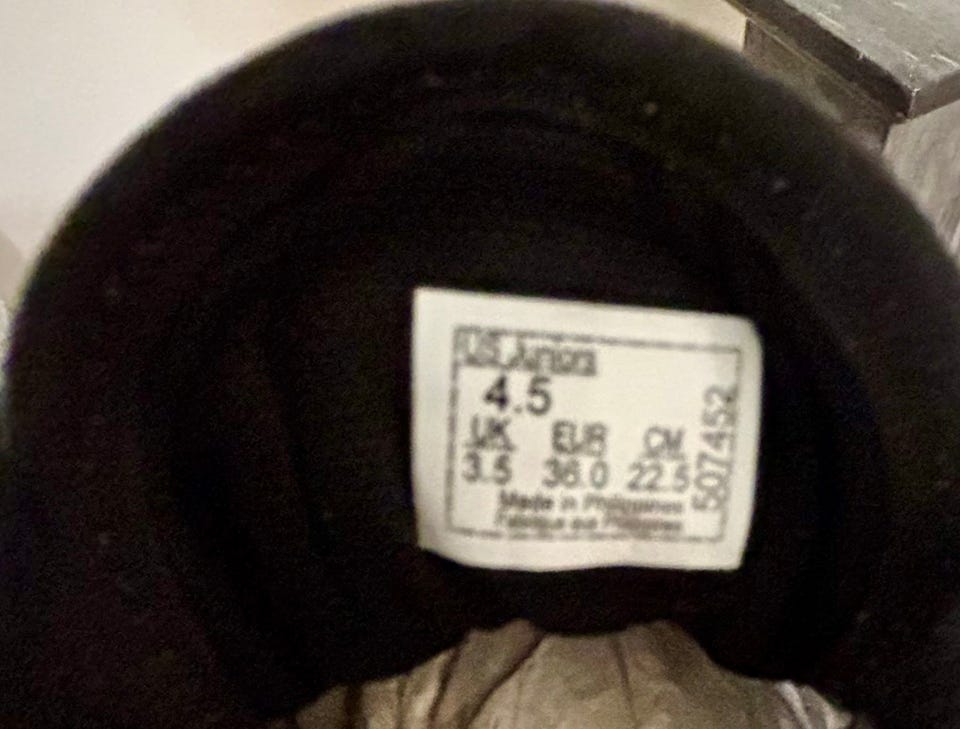 US Juniors
4.5
UK EUR CM
3.5 36.0 22.5
Made in Philippines
Fabriqué aux Philippines
507452